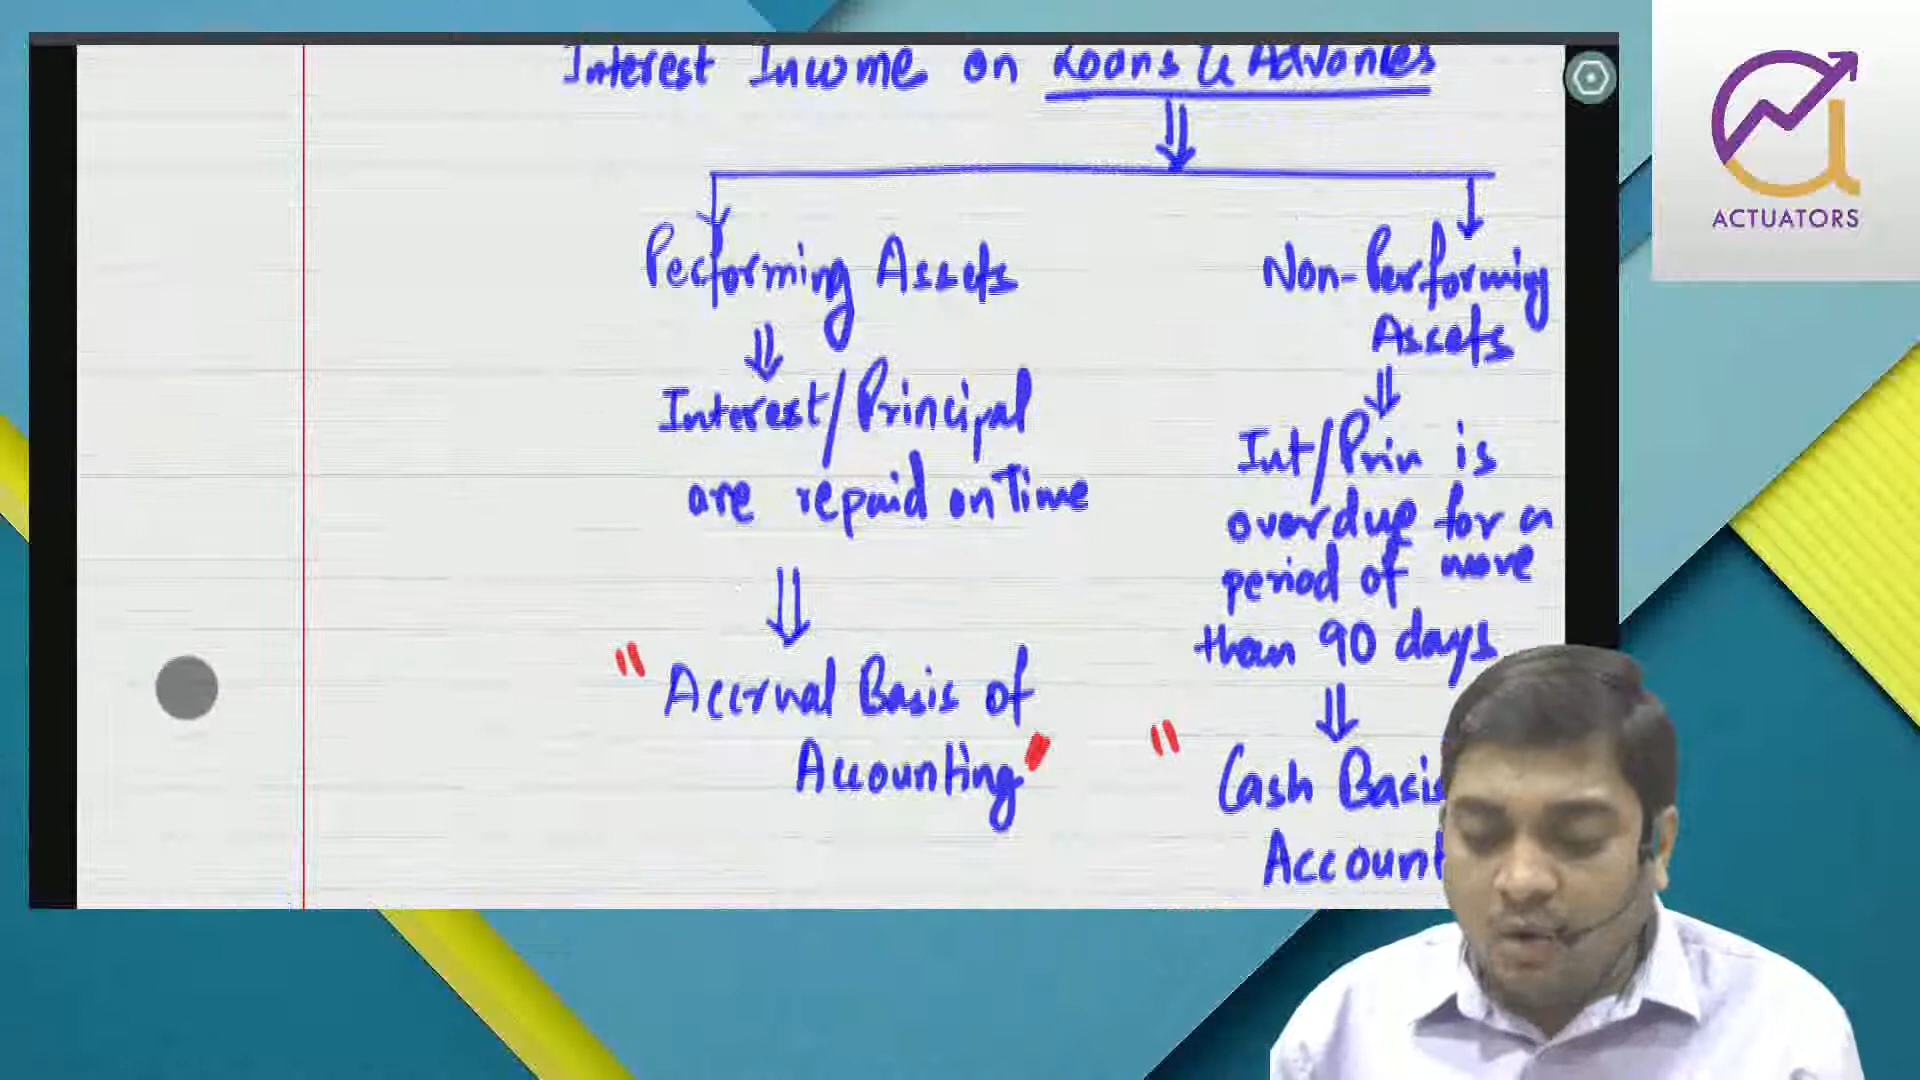 Interest Income on Loans & Advances
Performing Assets
Interest/Principal
are repaid on Time
"Accrual Basis of
Accounting"
Non-Performing
Assets
Int/Prin is
overdue for a
period of more
than 90 days
"Cash Basis
Account
ACTUATORS